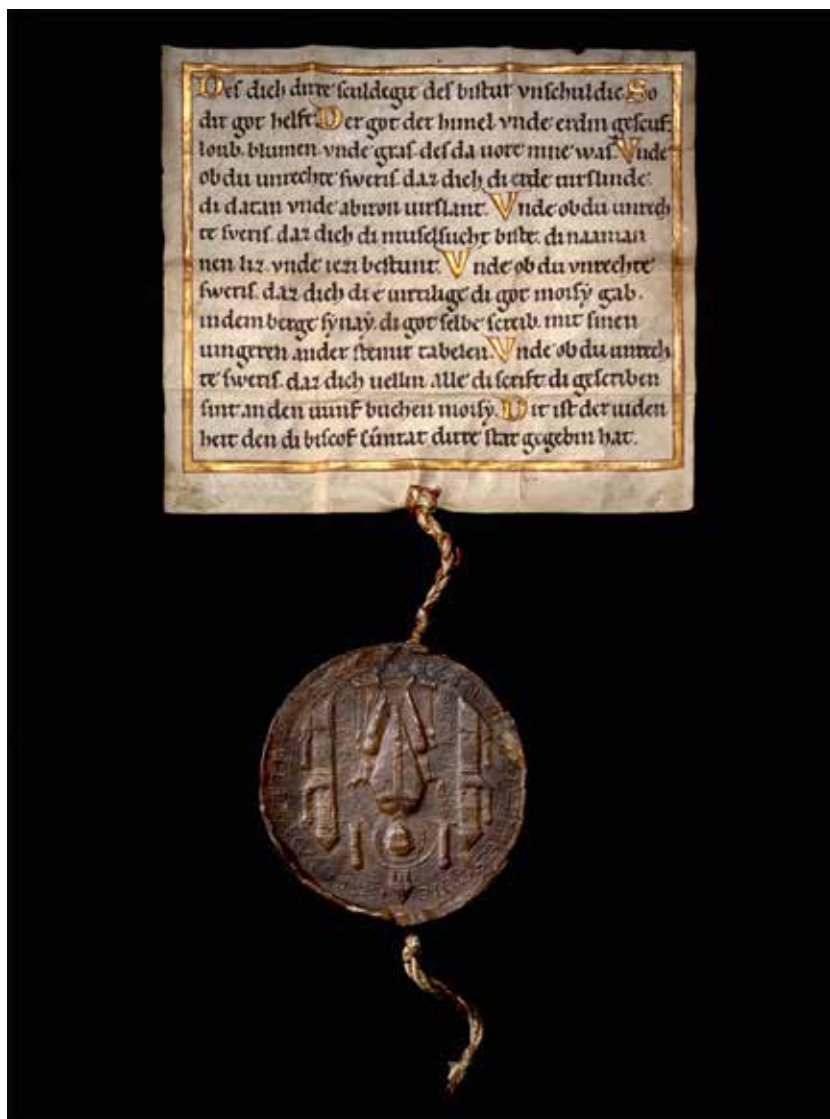 Des dich dirre sculdegit des bistur vnschuldic. So
dir got helfe. Der got der himel vnde erdin gescuf.
loub. blumen. vnde gras. des da uore nine was. Vnde
ob du unrechte sweris. daz dich di erde uirslinde.
di datan vnde abiron uirslant. Vnde ob du unrech
te sveris. daz dich di muselsucht biste. di naaman
nen liz. vnde iezi bestunt. Vnde ob du vnrechte
sweris. daz dich di e uirtilige di got moisy gab.
in dem berge synay. di got selbe screib. mit sinen
uingeren ander steinir tabelen. Vnde ob du unrech
te sweris. daz dich uellin alle di scrift. di gescriben
sint. an den uunf buchen moisy. Dit ist der iuden
heit den di biscof Cunrat dirre stat gegebin hat.